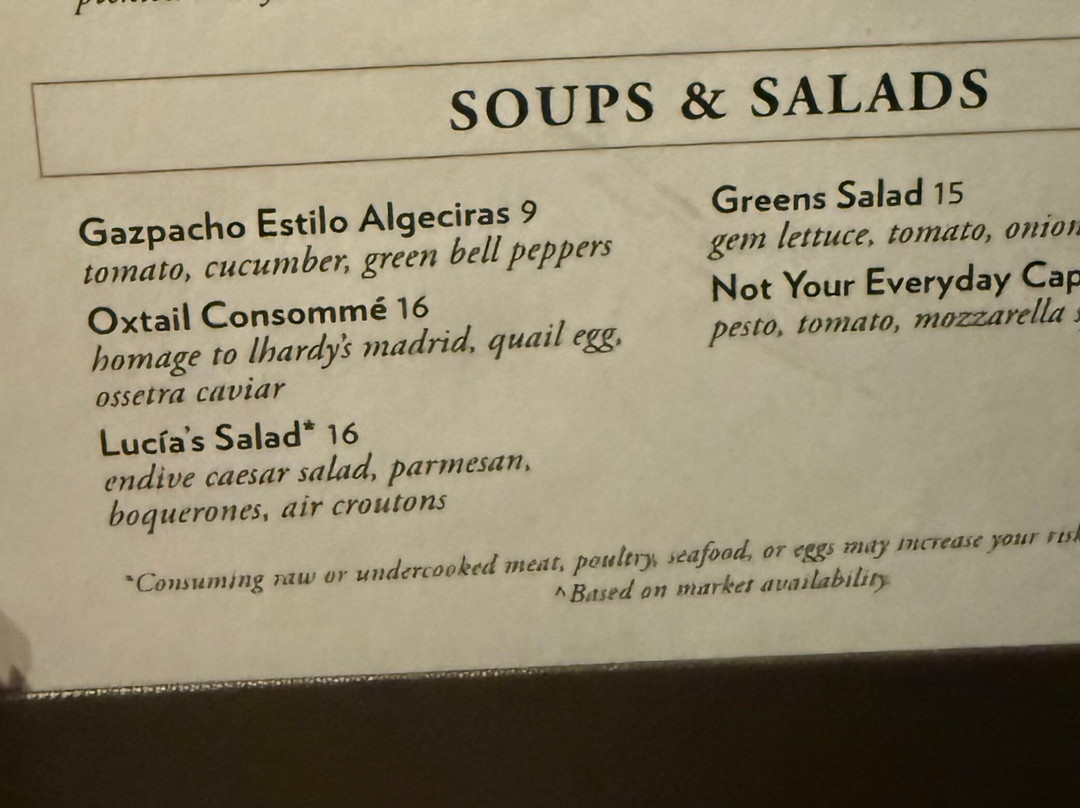 SOUPS & SALADS
Gazpacho Estilo Algeciras 9
tomato, cucumber, green bell peppers
Oxtail Consommé 16
homage to lhardy's madrid, quail egg,
ossetra caviar
Lucía's Salad* 16
endive caesar salad, parmesan,
boquerones, air croutons
Greens Salad 15
gem lettuce, tomato, onion
Not Your Everyday Cap
pesto, tomato, mozzarella
*Consuming raw or undercooked meat, poultry, seafood, or eggs may increase your risk
^Based on market availability